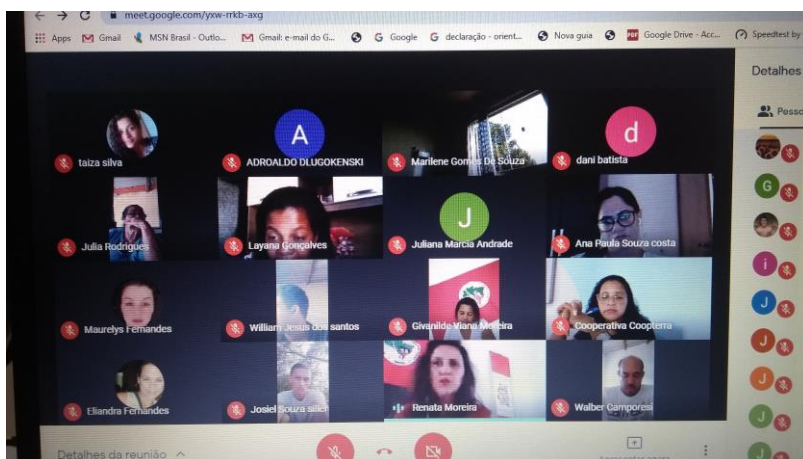 meet.google.com/yxw-rrkb-axg
Apps Gmail MSN Brasil - Outlo... Gmail: e-mail do G... Google declaração - orient... Nova guia Google Drive - Acc... Speedtest by
Detalhes
Pesso
A
d
taiza silva ADROALDO DLUGOKENSKI Marilene Gomes De Souza dani batista
G
J
Julia Rodrigues Layana Gonçalves Juliana Marcia Andrade Ana Paula Souza costa
i
J
Maurelys Fernandes William Jesus dos santos Givanilde Viana Moreira Cooperativa Coopterra
J
J
Eliandra Fernandes Josiel Souza Renata Moreira Walber Camporesi
J
Detalhes da reunião
J